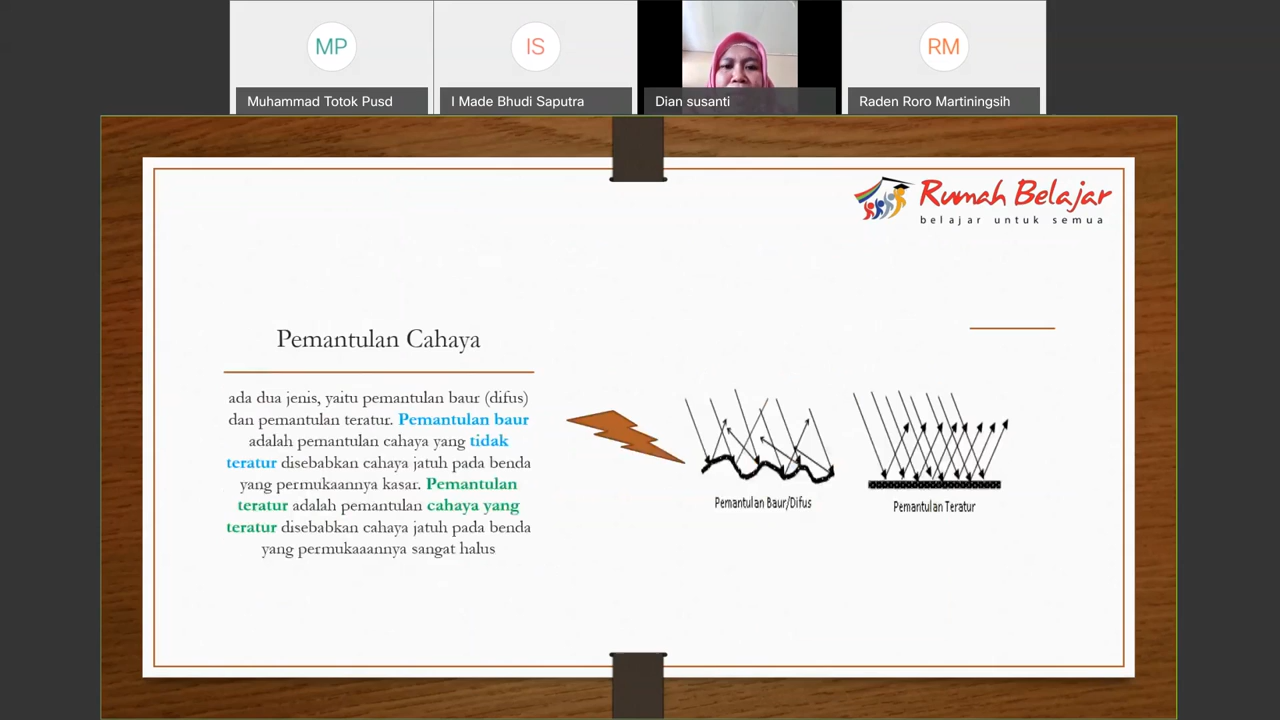 MP
IS
RM
Muhammad Totok Pusd
I Made Bhudi Saputra
Dian susanti
Raden Roro Martiningsih
Rumah Belajar
belajar untuk semua
Pemantulan Cahaya
ada dua jenis, yaitu pemantulan baur (difus)
dan pemantulan teratur. Pemantulan baur
adalah pemantulan cahaya yang tidak
teratur disebabkan cahaya jatuh pada benda
yang permukaannya kasar. Pemantulan
teratur adalah pemantulan cahaya yang
teratur disebabkan cahaya jatuh pada benda
yang permukaaannya sangat halus
Pemantulan Baur/Difus
Pemantulan Teratur